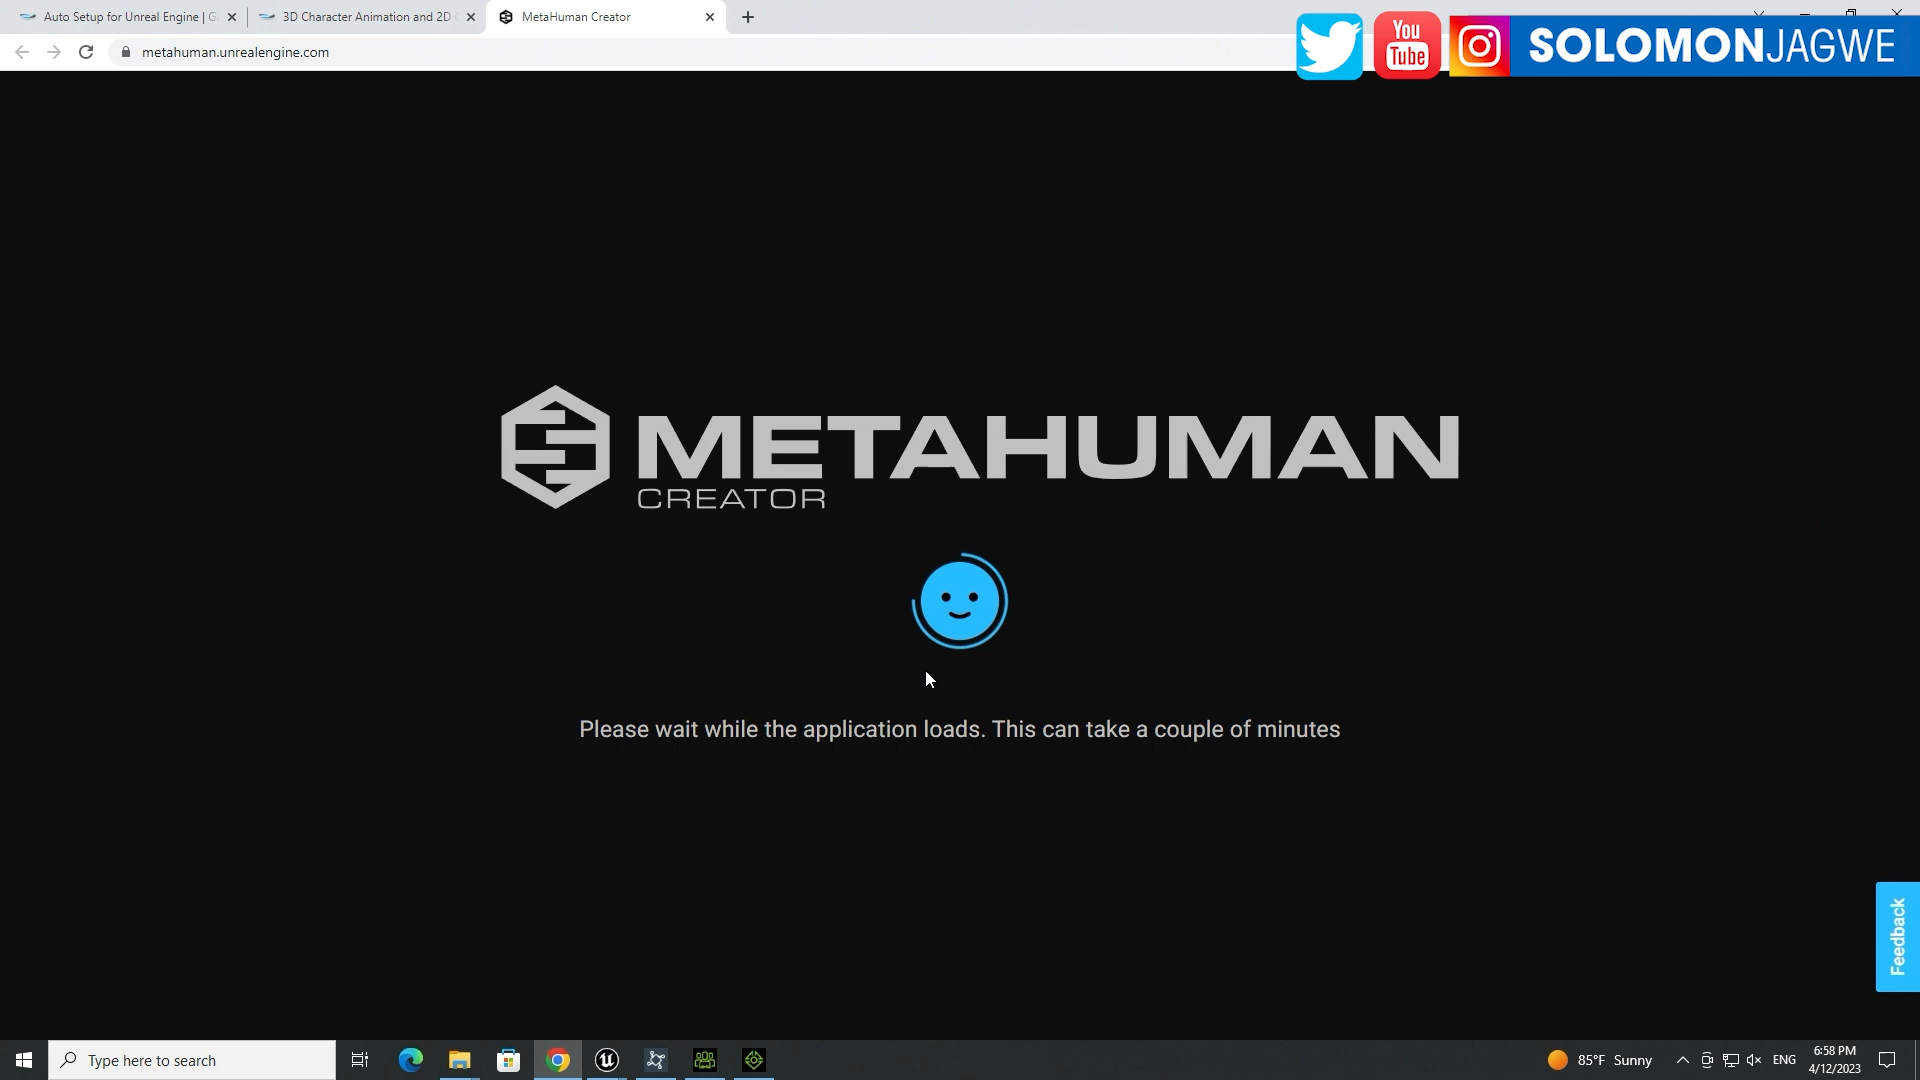 Auto Setup for Unreal Engine | G
3D Character Animation and 2D
MetaHuman Creator
metahuman.unrealengine.com
You
Tube
SOLOMONJAGWE
METAHUMAN
CREATOR
Please wait while the application loads. This can take a couple of minutes
Feedback
Type here to search
85°F Sunny
ENG
6:58 PM
4/12/2023